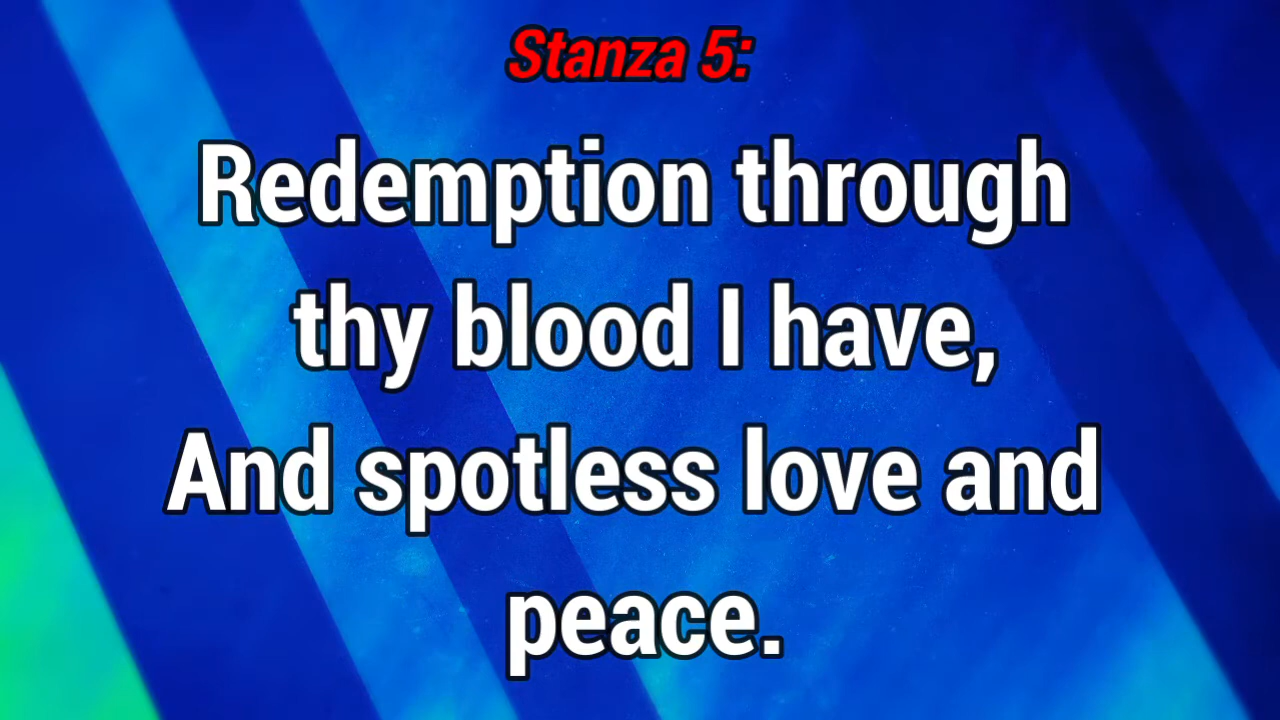 Stanza 5:
Redemption through
thy blood I have,
And spotless love and
peace.